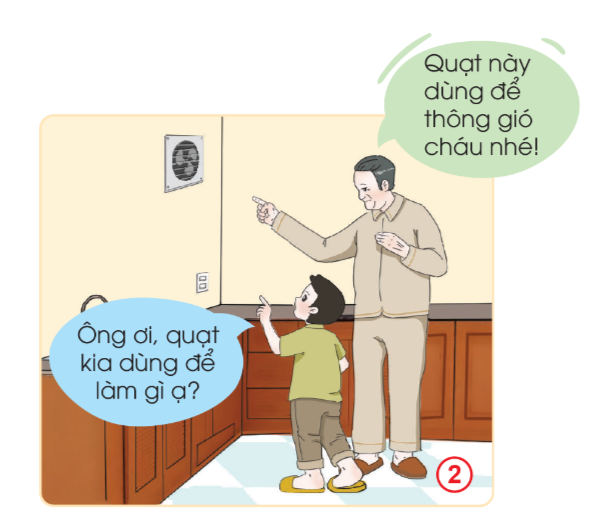 Quạt này
dùng để
thông gió
cháu nhé!
Ông ơi, quạt
kia dùng để
làm gì ạ?
2